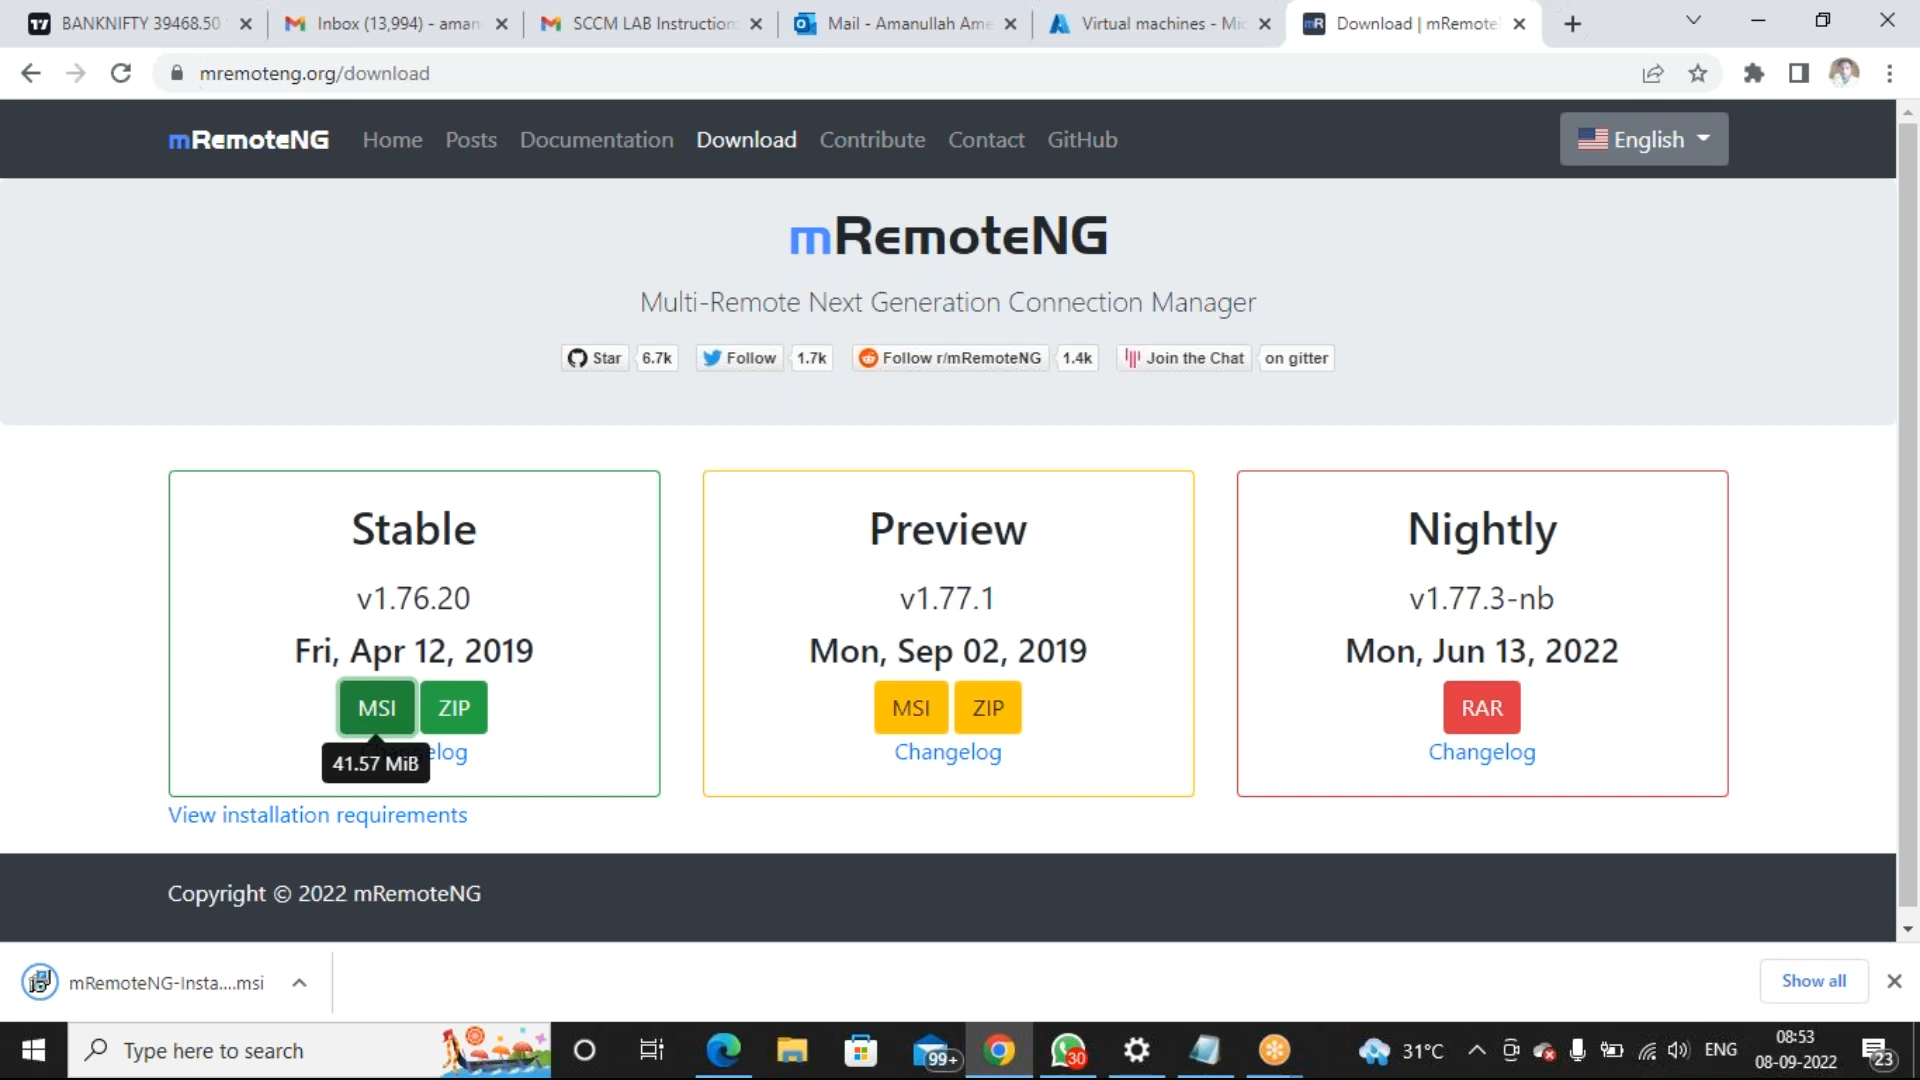 BANKNIFTY 39468.50
Inbox (13,994) - aman
SCCM LAB Instruction
Mail - Amanullah Ame
Virtual machines - Mic
Download | mRemote
mremoteng.org/download
mRemoteNG Home Posts Documentation Download Contribute Contact GitHub English
mRemoteNG
Multi-Remote Next Generation Connection Manager
Star 6.7k Follow 1.7k Follow r/mRemoteNG 1.4k Join the Chat on gitter
Stable
v1.76.20
Fri, Apr 12, 2019
MSI ZIP
elog
41.57 MiB
Preview
v1.77.1
Mon, Sep 02, 2019
MSI ZIP
Changelog
Nightly
v1.77.3-nb
Mon, Jun 13, 2022
RAR
Changelog
View installation requirements
Copyright © 2022 mRemoteNG
mRemoteNG-Insta....msi
Show all
Type here to search
99+
30
31°C
ENG
08:53
08-09-2022
23